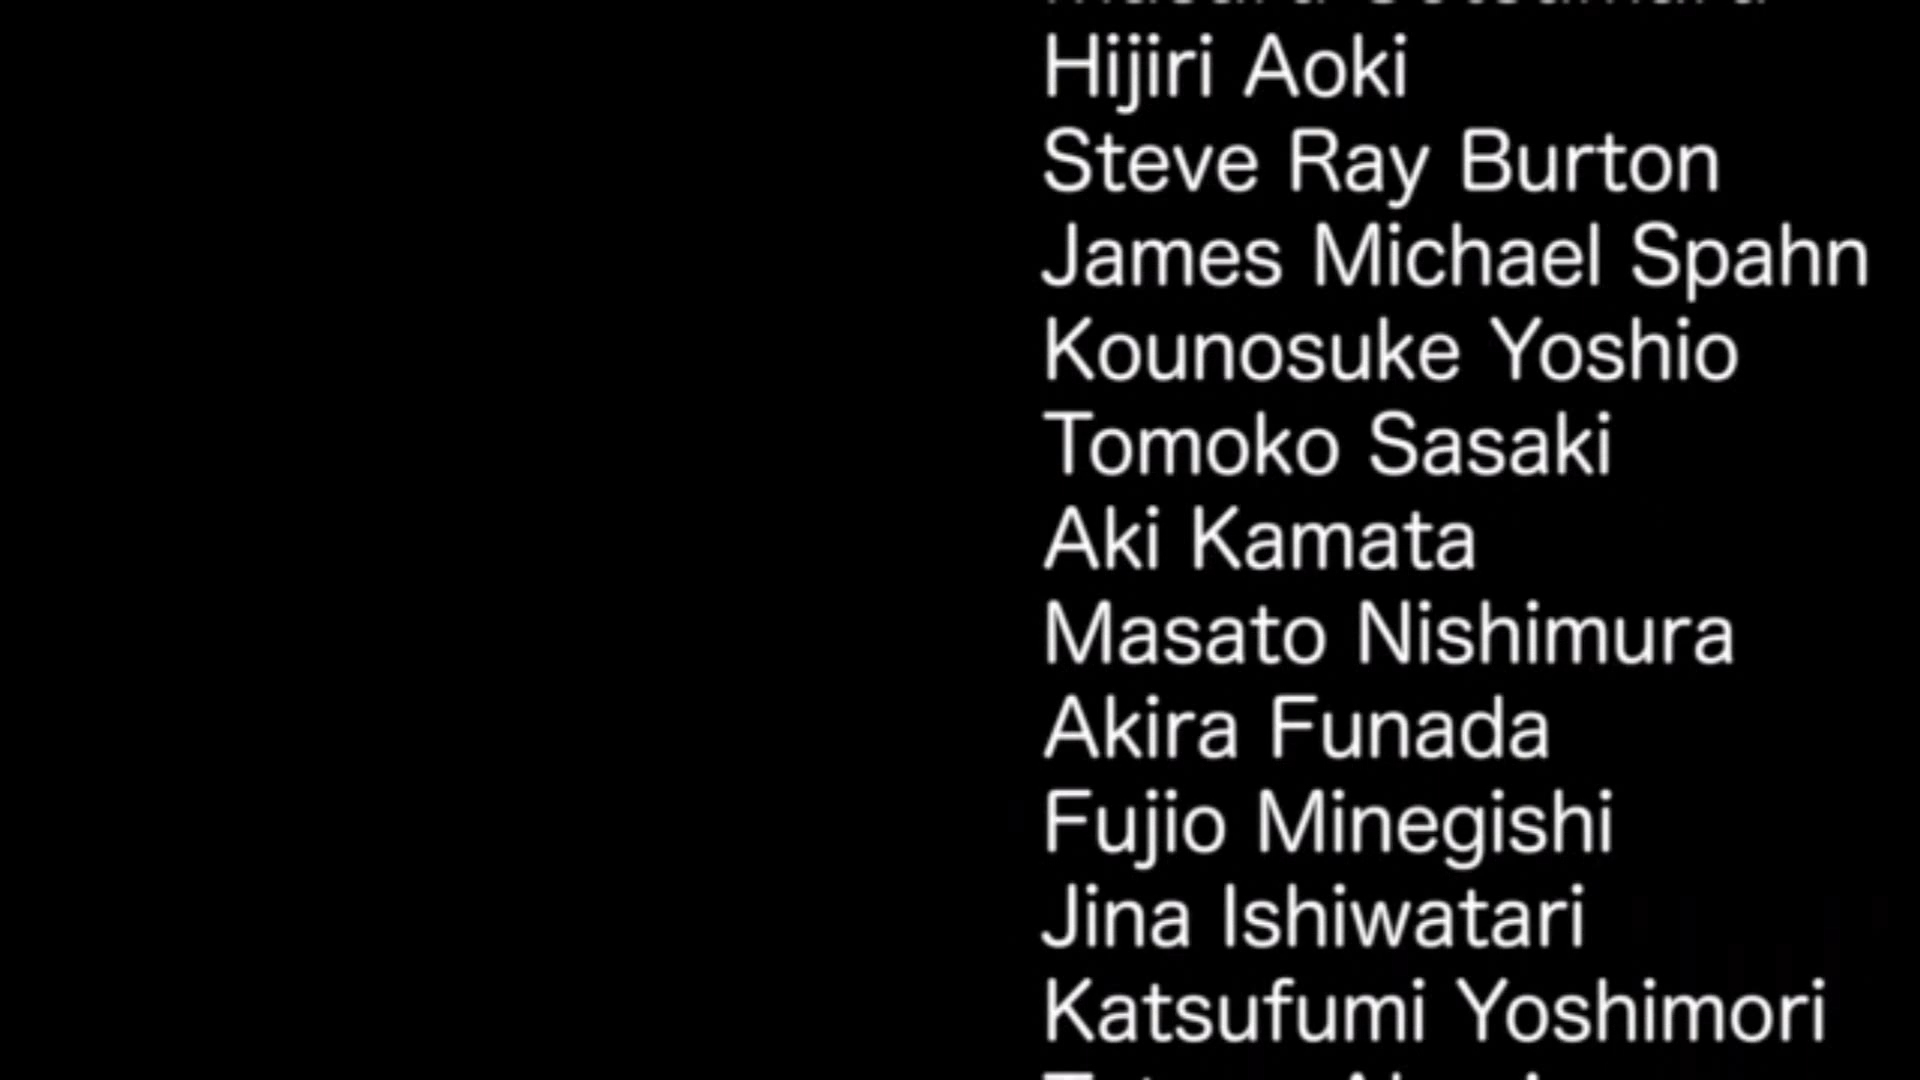 Hijiri Aoki
Steve Ray Burton
James Michael Spahn
Kounosuke Yoshio
Tomoko Sasaki
Aki Kamata
Masato Nishimura
Akira Funada
Fujio Minegishi
Jina Ishiwatari
Katsufumi Yoshimori